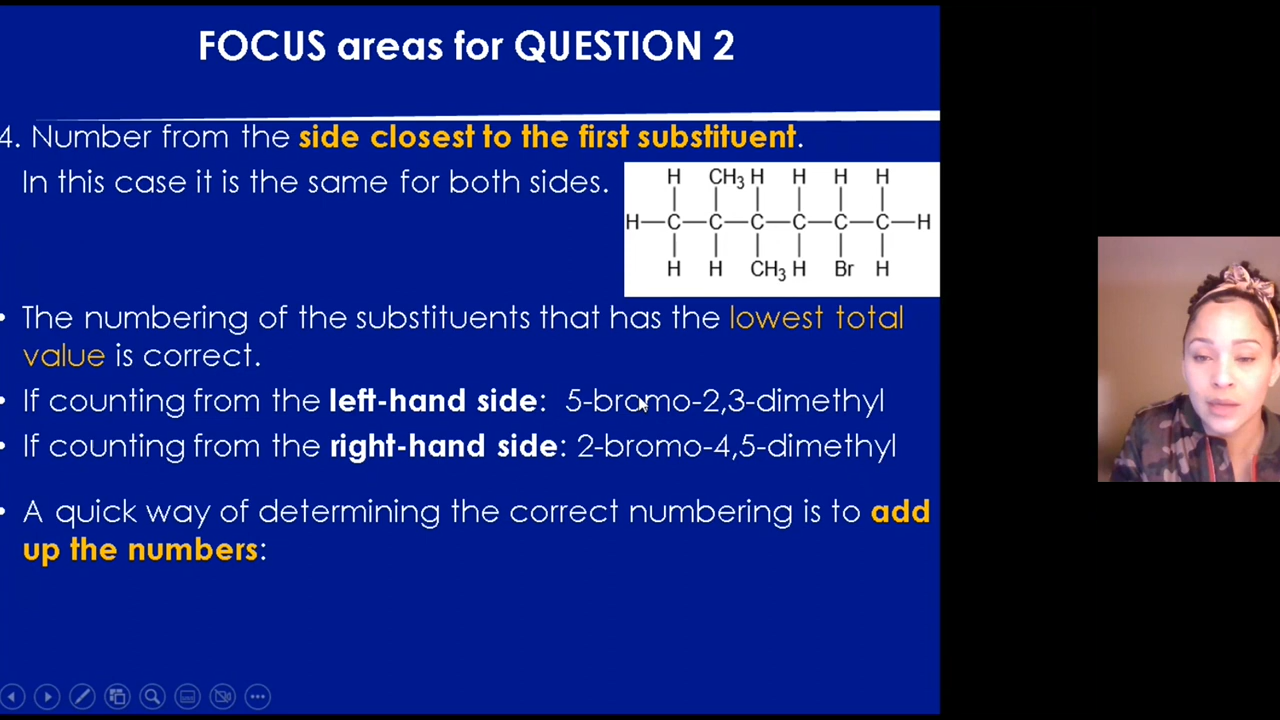 FOCUS areas for QUESTION 2
4. Number from the side closest to the first substituent.
In this case it is the same for both sides.
H CH3 H H H H
H—C—C—C—C—C—C—H
H H CH3 H Br H
• The numbering of the substituents that has the lowest total
value is correct.
• If counting from the left-hand side: 5-bromo-2,3-dimethyl
• If counting from the right-hand side: 2-bromo-4,5-dimethyl
• A quick way of determining the correct numbering is to add
up the numbers: